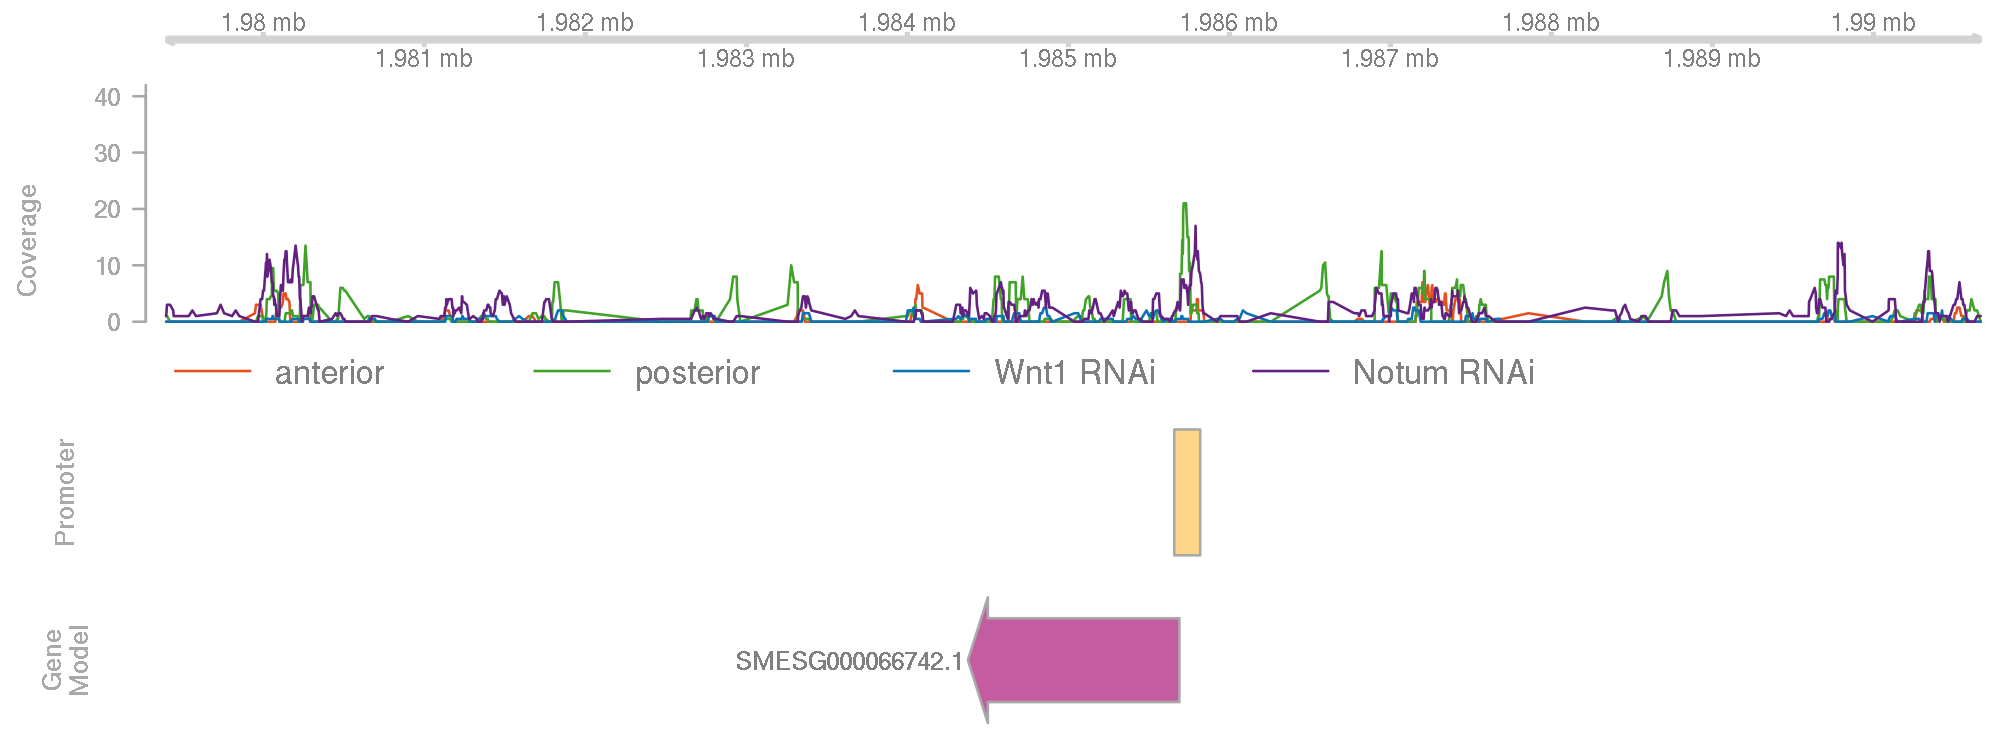 1.98 mb 1.982 mb 1.984 mb 1.986 mb 1.988 mb 1.99 mb
1.981 mb 1.983 mb 1.985 mb 1.987 mb 1.989 mb
Coverage
40
30
20
10
0
anterior posterior Wnt1 RNAi Notum RNAi
Promoter
Gene
Model
SMESG000066742.1